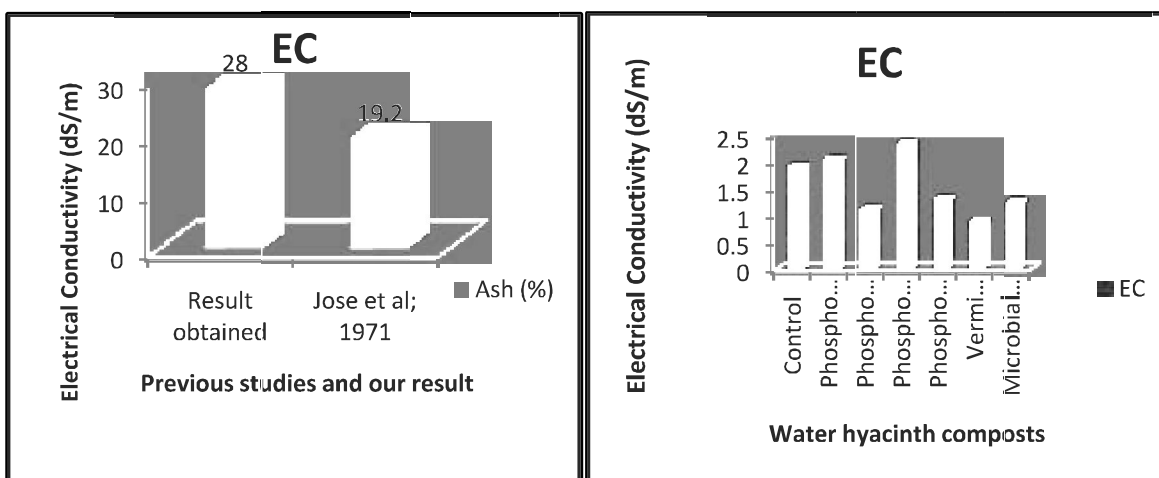 EC
28
19.2
30
20
10
0
Electrical Conductivity (dS/m)
Result
obtained
Jose et al;
1971
Ash (%)
Previous studies and our result
EC
2.5
2
1.5
1
0.5
0
Electrical Conductivity (dS/m)
Control
Phospho...
Phospho...
Phospho...
Phospho...
Vermi...
Microbial...
EC
Water hyacinth composts